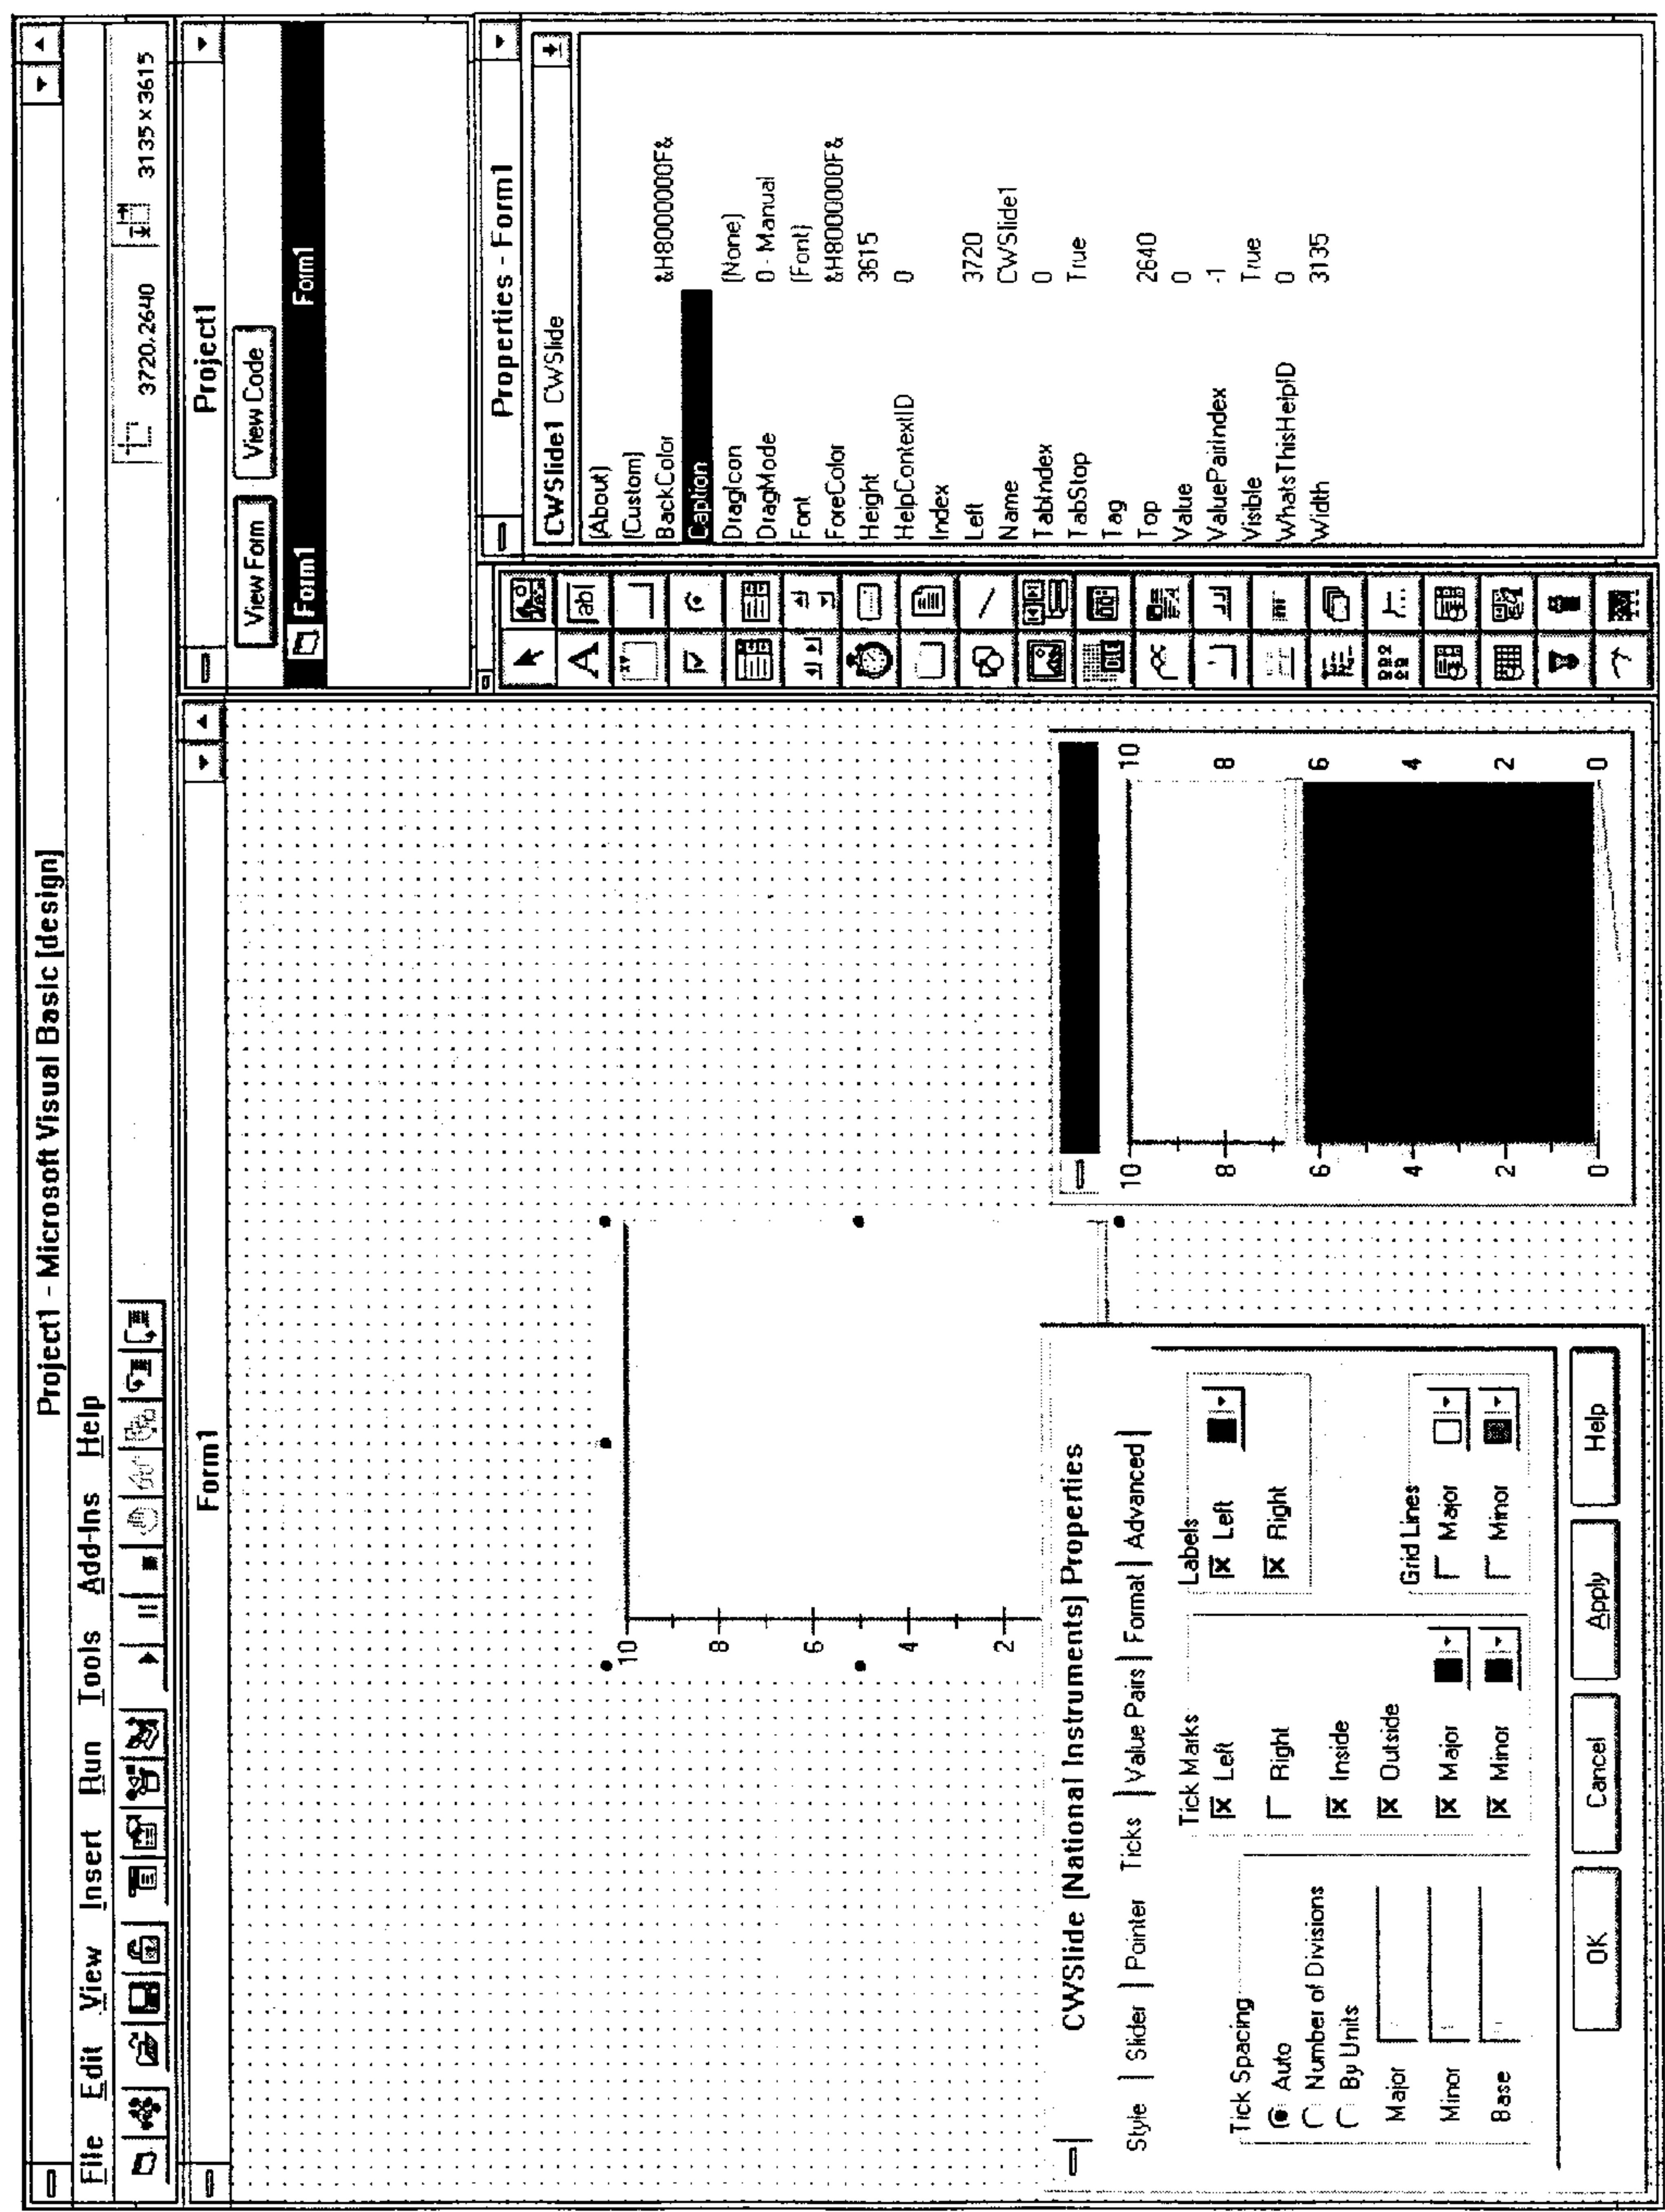 Project1 - Microsoft Visual Basic [design]
File Edit View Insert Run Tools Add-Ins Help
3720,2640 3135 x 3615
Form1
10
8
6
4
2
CWSlide [National Instruments] Properties
Style Slider Pointer Ticks Value Pairs Format Advanced
Tick Spacing
Auto
Number of Divisions
By Units
Major
Minor
Base
Tick Marks
Left
Right
Inside
Outside
Major
Minor
Labels
Left
Right
Grid Lines
Major
Minor
OK Cancel Apply Help
10 10
8 8
6 6
4 4
2 2
0 0
Project1
View Form View Code
Form1 Form1
A ab|
Properties - Form1
CWSlide1 CWSlide
(About)
(Custom)
BackColor &H8000000F&
Caption
DragIcon (None)
DragMode 0 - Manual
Font (Font)
ForeColor &H8000000F&
Height 3615
HelpContextID 0
Index
Left 3720
Name CWSlide1
TabIndex 0
TabStop True
Tag
Top 2640
Value 0
ValuePairIndex -1
Visible True
WhatsThisHelpID 0
Width 3135